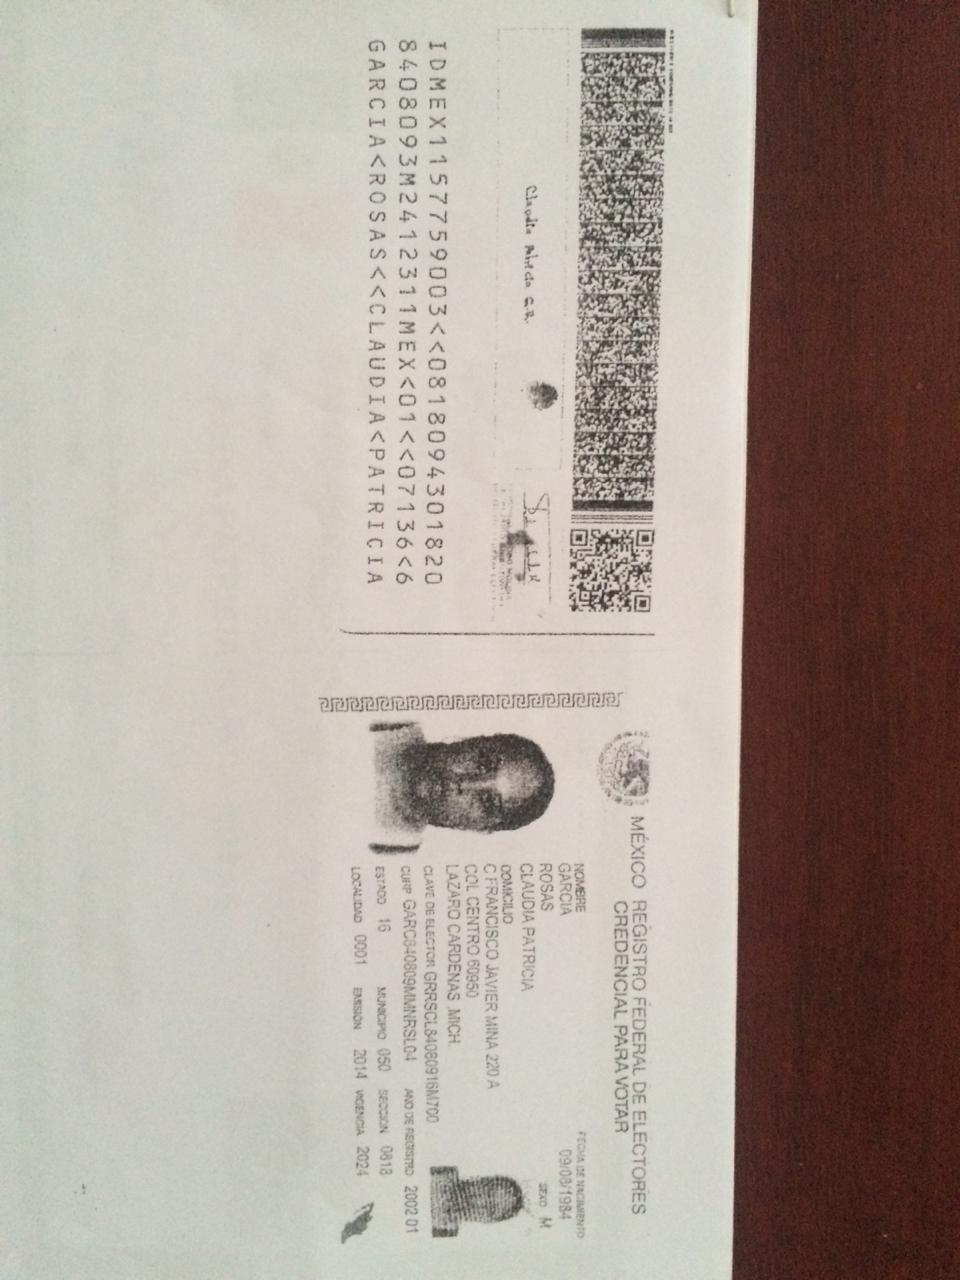 Claudia Patricia G.R.
IDMEX1157759003<<0818094301820
8408093M2412311MEX<01<<07136<6
GARCIA<ROSAS<<CLAUDIA<PATRICIA
MÉXICO REGISTRO FEDERAL DE ELECTORES
CREDENCIAL PARA VOTAR
NOMBRE
GARCIA
ROSAS
CLAUDIA PATRICIA
FECHA DE NACIMIENTO
09/08/1984
SEXO M
DOMICILIO
C FRANCISCO JAVIER MINA 220 A
COL CENTRO 60950
LAZARO CARDENAS ,MICH.
CLAVE DE ELECTOR GRRSCL84080916M700
CURP GARC840809MMNRSL04 AÑO DE REGISTRO 2002 01
ESTADO 16 MUNICIPIO 050 SECCIÓN 0818
LOCALIDAD 0001 EMISIÓN 2014 VIGENCIA 2024